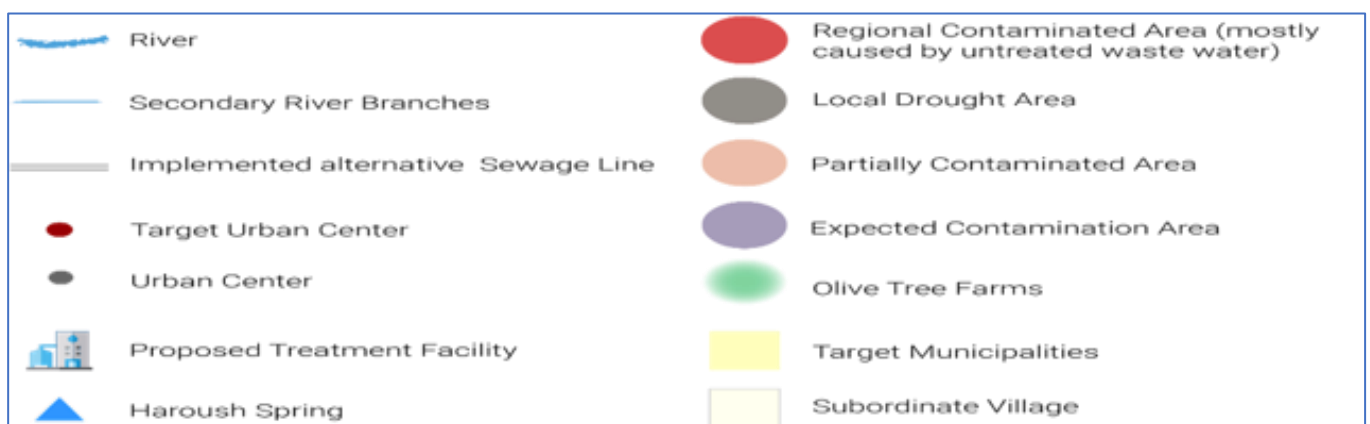 River
Secondary River Branches
Implemented alternative Sewage Line
Target Urban Center
Urban Center
Proposed Treatment Facility
Haroush Spring
Regional Contaminated Area (mostly
caused by untreated waste water)
Local Drought Area
Partially Contaminated Area
Expected Contamination Area
Olive Tree Farms
Target Municipalities
Subordinate Village